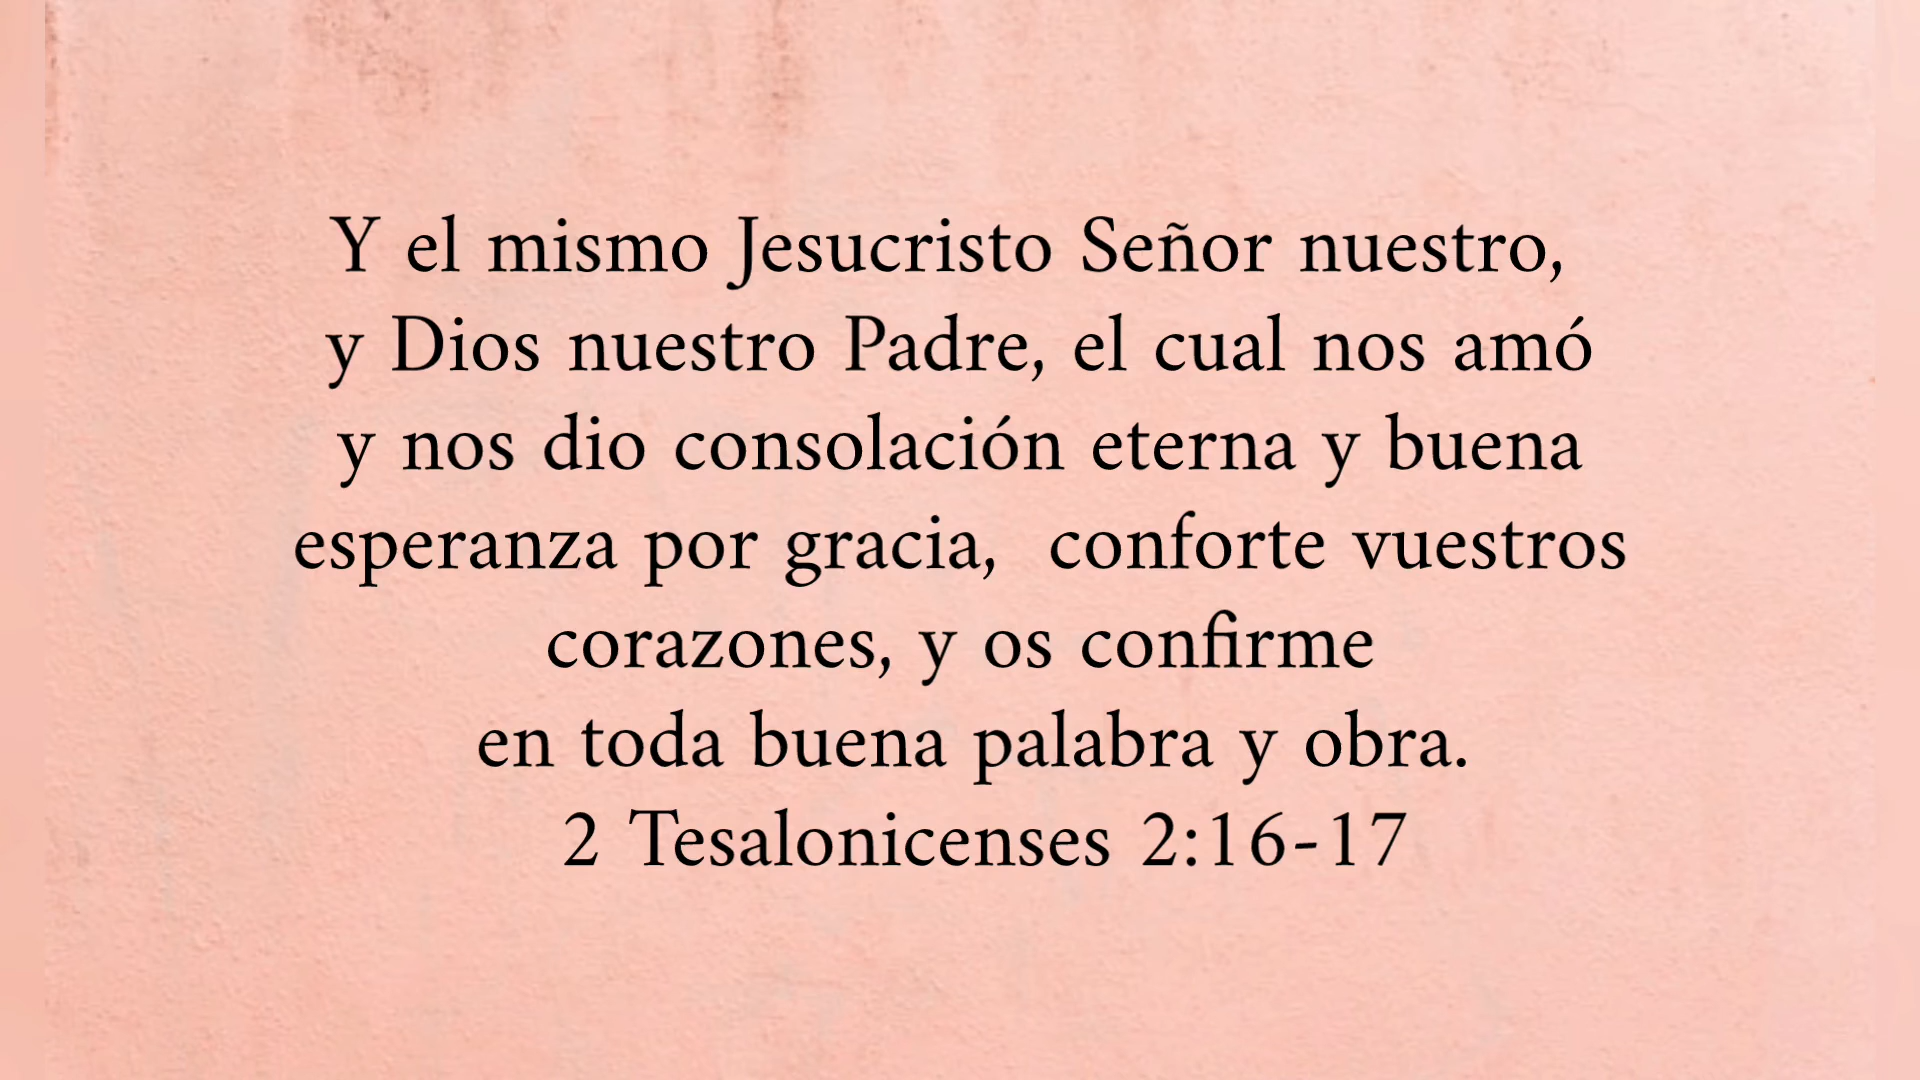 Y el mismo Jesucristo Señor nuestro,
y Dios nuestro Padre, el cual nos amó
y nos dio consolación eterna y buena
esperanza por gracia,  conforte vuestros
corazones, y os confirme
en toda buena palabra y obra.
2 Tesalonicenses 2:16-17